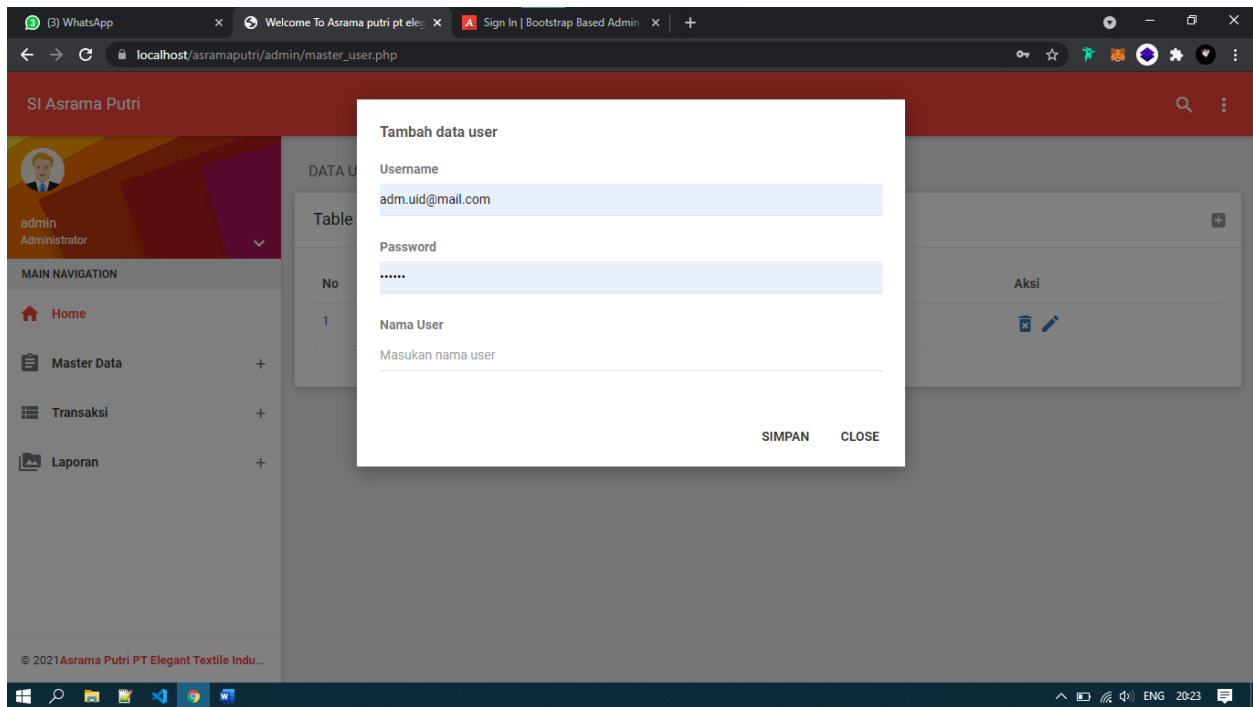 (3) WhatsApp
Welcome To Asrama putri pt eleg
Sign In | Bootstrap Based Admin
localhost/asramaputri/admin/master_user.php
SI Asrama Putri
admin
Administrator
MAIN NAVIGATION
Home
Master Data
Transaksi
Laporan
© 2021 Asrama Putri PT Elegant Textile Indu...
DATA U
Table
No
Aksi
1
Tambah data user
Username
adm.uid@mail.com
Password
••••••
Nama User
Masukan nama user
SIMPAN CLOSE
ENG 20:23